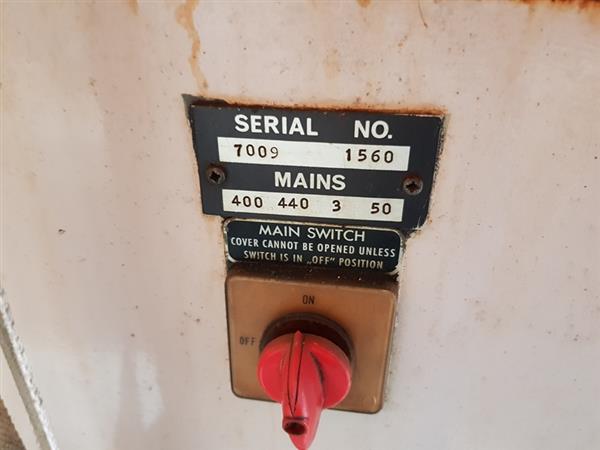 SERIAL NO.
7009 1560
MAINS
400 440 3 50
MAIN SWITCH
COVER CANNOT BE OPENED UNLESS
SWITCH IS IN „OFF" POSITION
ON
OFF